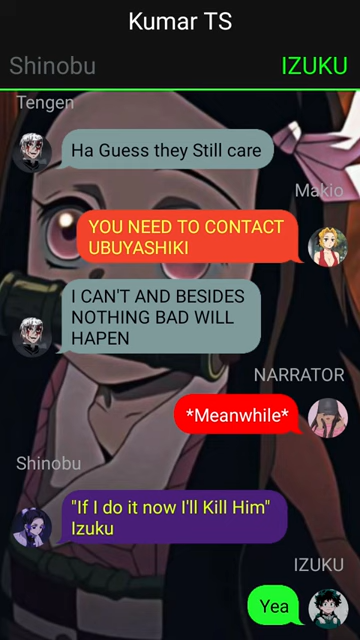 Kumar TS
Shinobu
IZUKU
Tengen
Ha Guess they Still care
Makio
YOU NEED TO CONTACT
UBUYASHIKI
I CAN'T AND BESIDES
NOTHING BAD WILL
HAPEN
NARRATOR
*Meanwhile*
Shinobu
"If I do it now I'll Kill Him"
Izuku
IZUKU
Yea